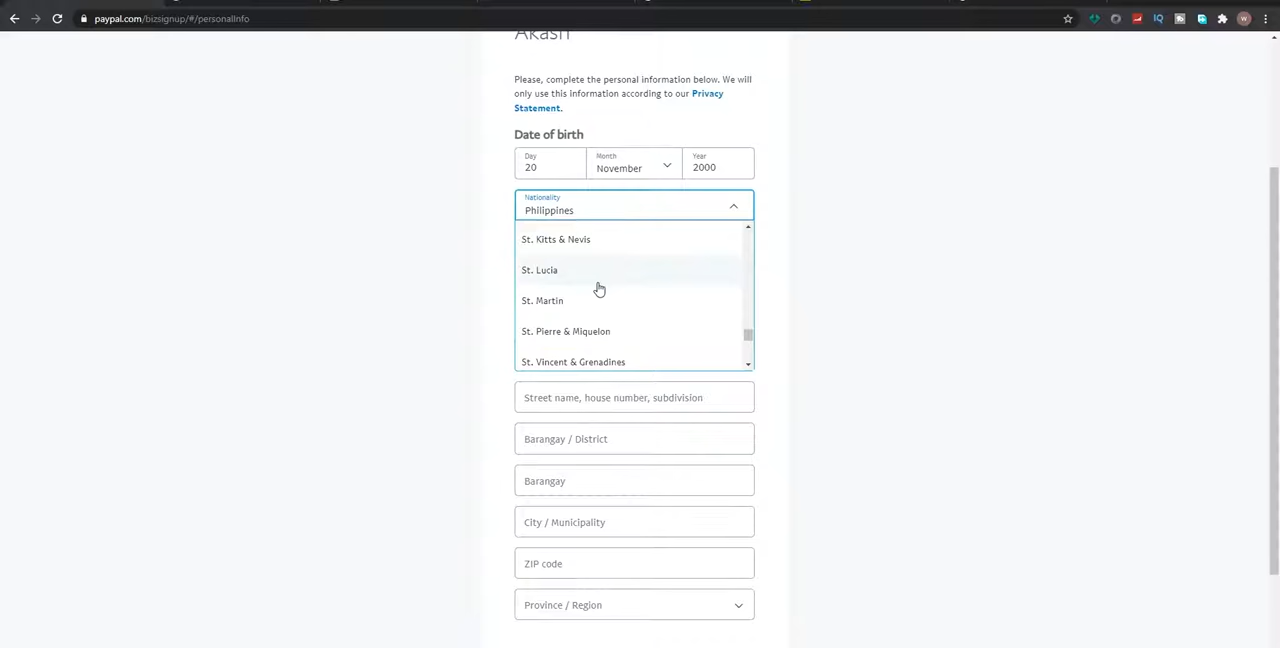 paypal.com/bizsignup/#/personalInfo
Akash
Please, complete the personal information below. We will
only use this information according to our Privacy
Statement.
Date of birth
Day
20
Month
November
Year
2000
Nationality
Philippines
St. Kitts & Nevis
St. Lucia
St. Martin
St. Pierre & Miquelon
St. Vincent & Grenadines
Street name, house number, subdivision
Barangay / District
Barangay
City / Municipality
ZIP code
Province / Region